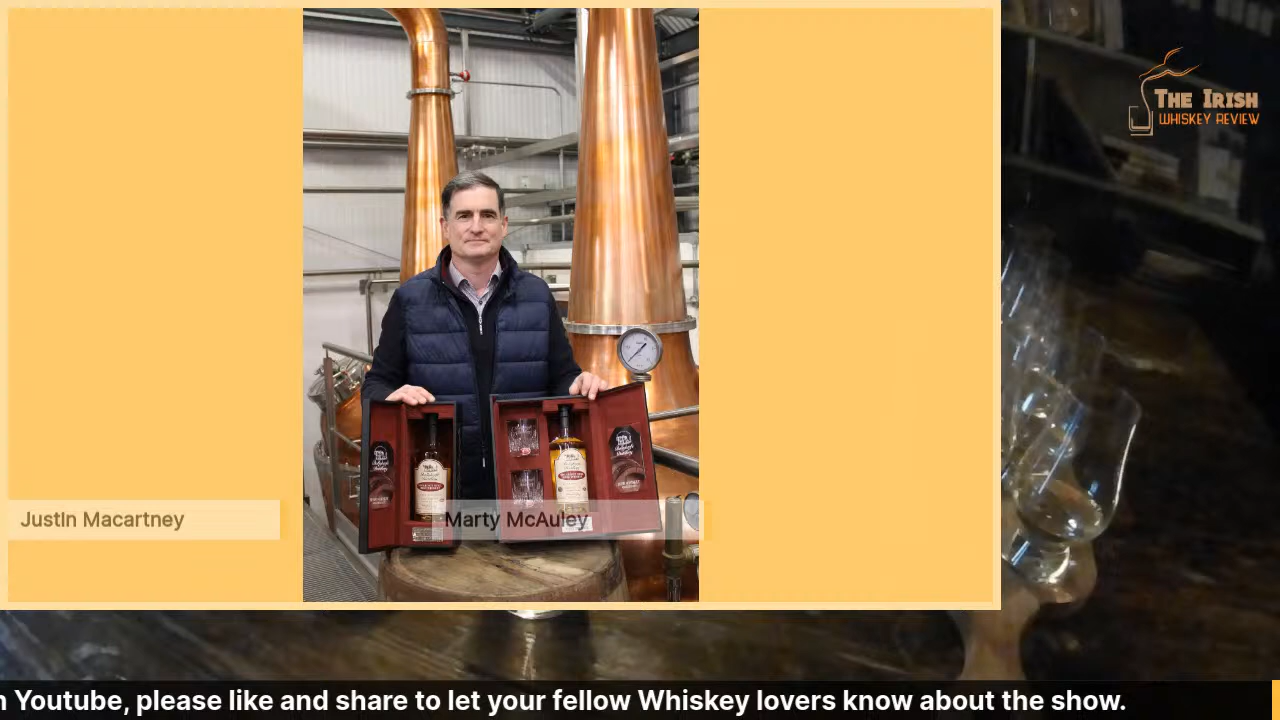 The Irish
Whiskey Review
Justin Macartney
Marty McAuley
n Youtube, please like and share to let your fellow Whiskey lovers know about the show.